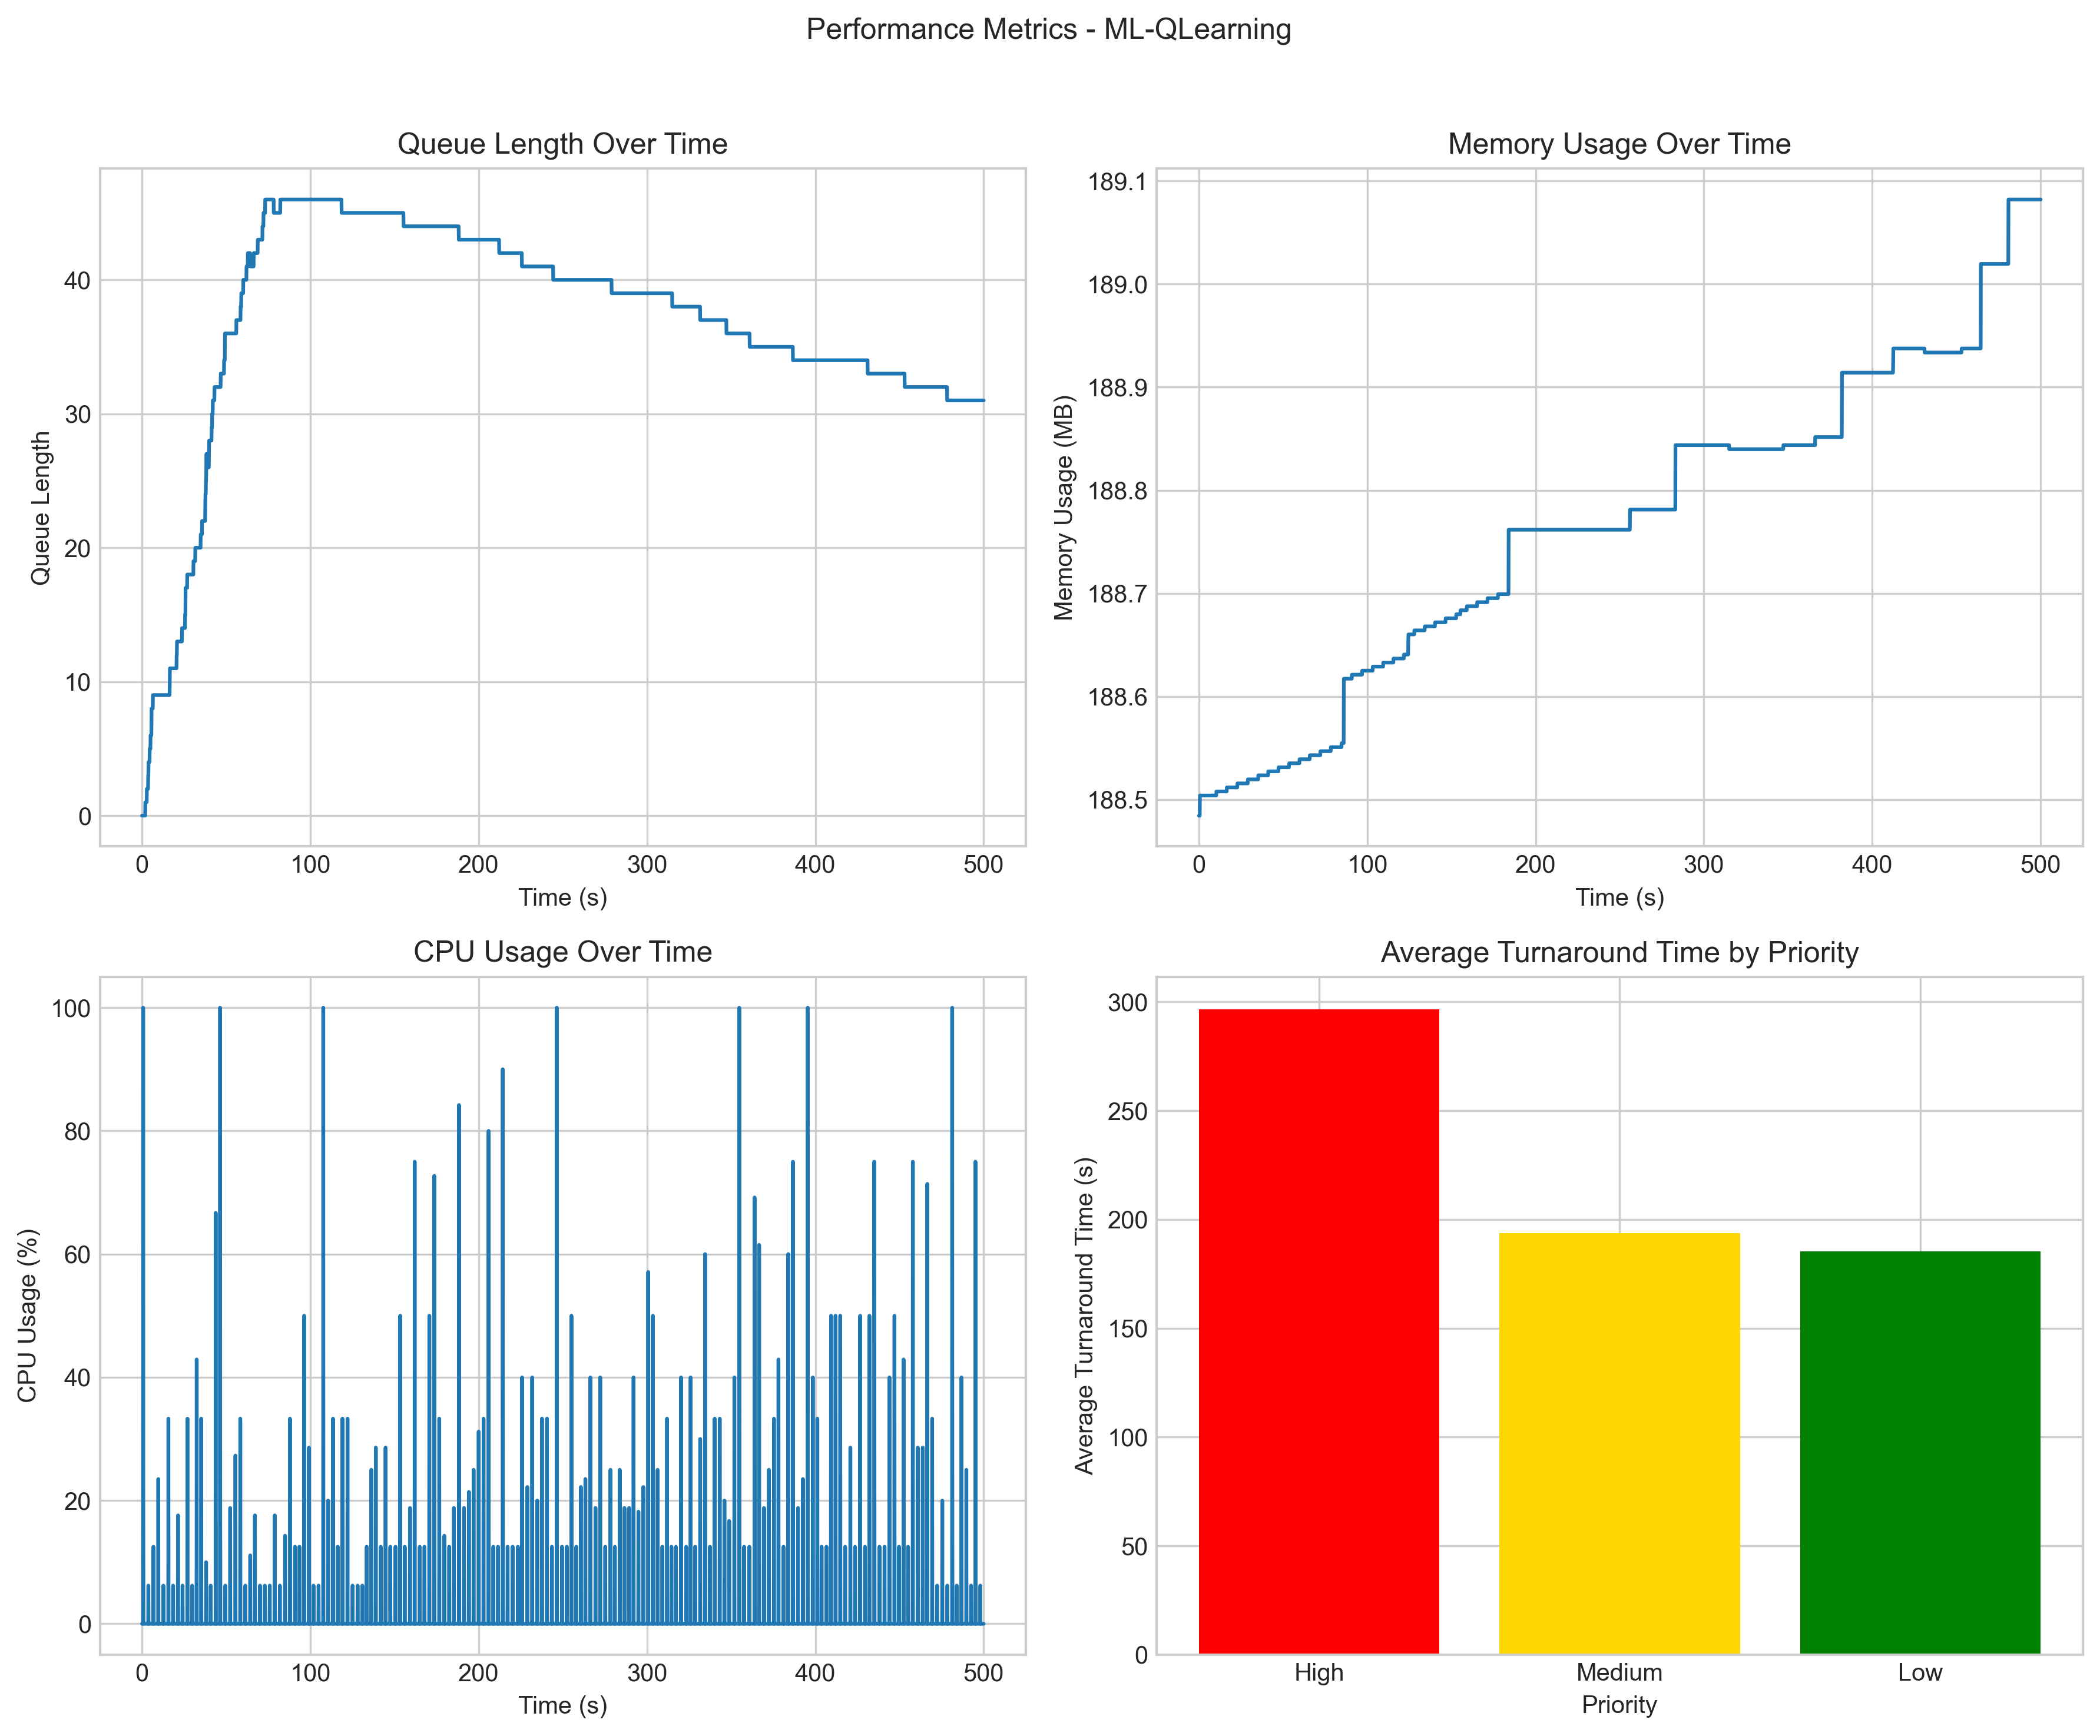 Performance Metrics - ML-QLearning
Queue Length Over Time
Queue Length
40
30
20
10
0
0 100 200 300 400 500
Time (s)
Memory Usage Over Time
Memory Usage (MB)
189.1
189.0
188.9
188.8
188.7
188.6
188.5
0 100 200 300 400 500
Time (s)
CPU Usage Over Time
CPU Usage (%)
100
80
60
40
20
0
0 100 200 300 400 500
Time (s)
Average Turnaround Time by Priority
Average Turnaround Time (s)
300
250
200
150
100
50
0
High Medium Low
Priority